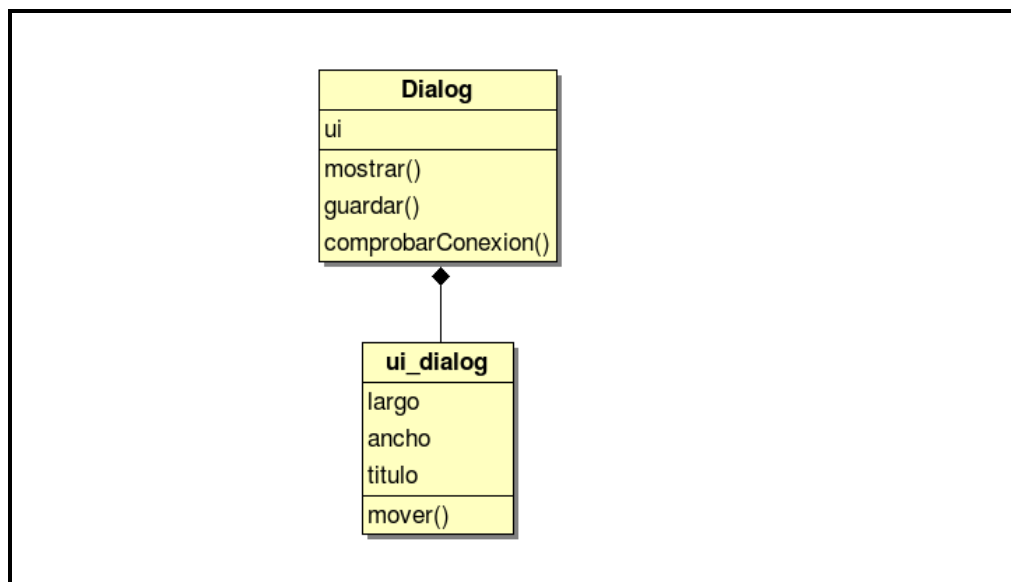 Dialog
ui
mostrar()
guardar()
comprobarConexion()
ui_dialog
largo
ancho
titulo
mover()